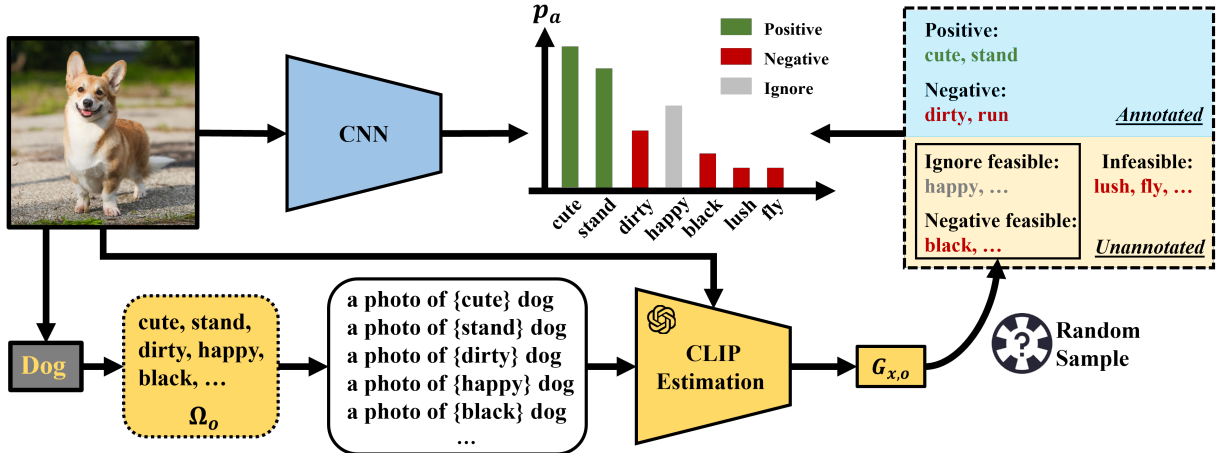 p_a
Positive
Negative
Ignore
cute
stand
dirty
happy
black
lush
fly
CNN
Positive:
cute, stand
Negative:
dirty, run
Annotated
Ignore feasible:
happy, …
Negative feasible:
black, …
Infeasible:
lush, fly, …
Unannotated
Dog
cute, stand,
dirty, happy,
black, …
Ω_o
a photo of {cute} dog
a photo of {stand} dog
a photo of {dirty} dog
a photo of {happy} dog
a photo of {black} dog
…
CLIP
Estimation
G_{x,o}
?
Random
Sample